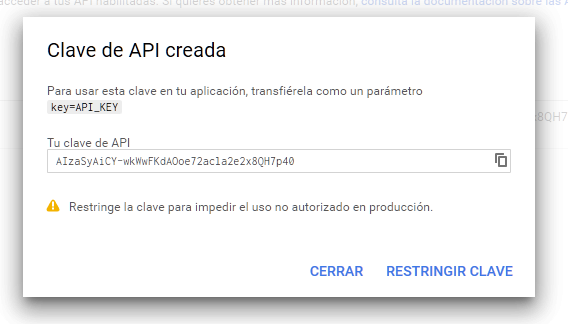 acceder a tus API habilitadas. Si quieres obtener más información, consulta la documentación sobre las A
Clave de API creada
Para usar esta clave en tu aplicación, transfiérela como un parámetro
key=API_KEY
:8QH7
Tu clave de API
AIzaSyAiCY-wkWwFKdAOoe72acla2e2x8QH7p40
Restringe la clave para impedir el uso no autorizado en producción.
CERRAR RESTRINGIR CLAVE